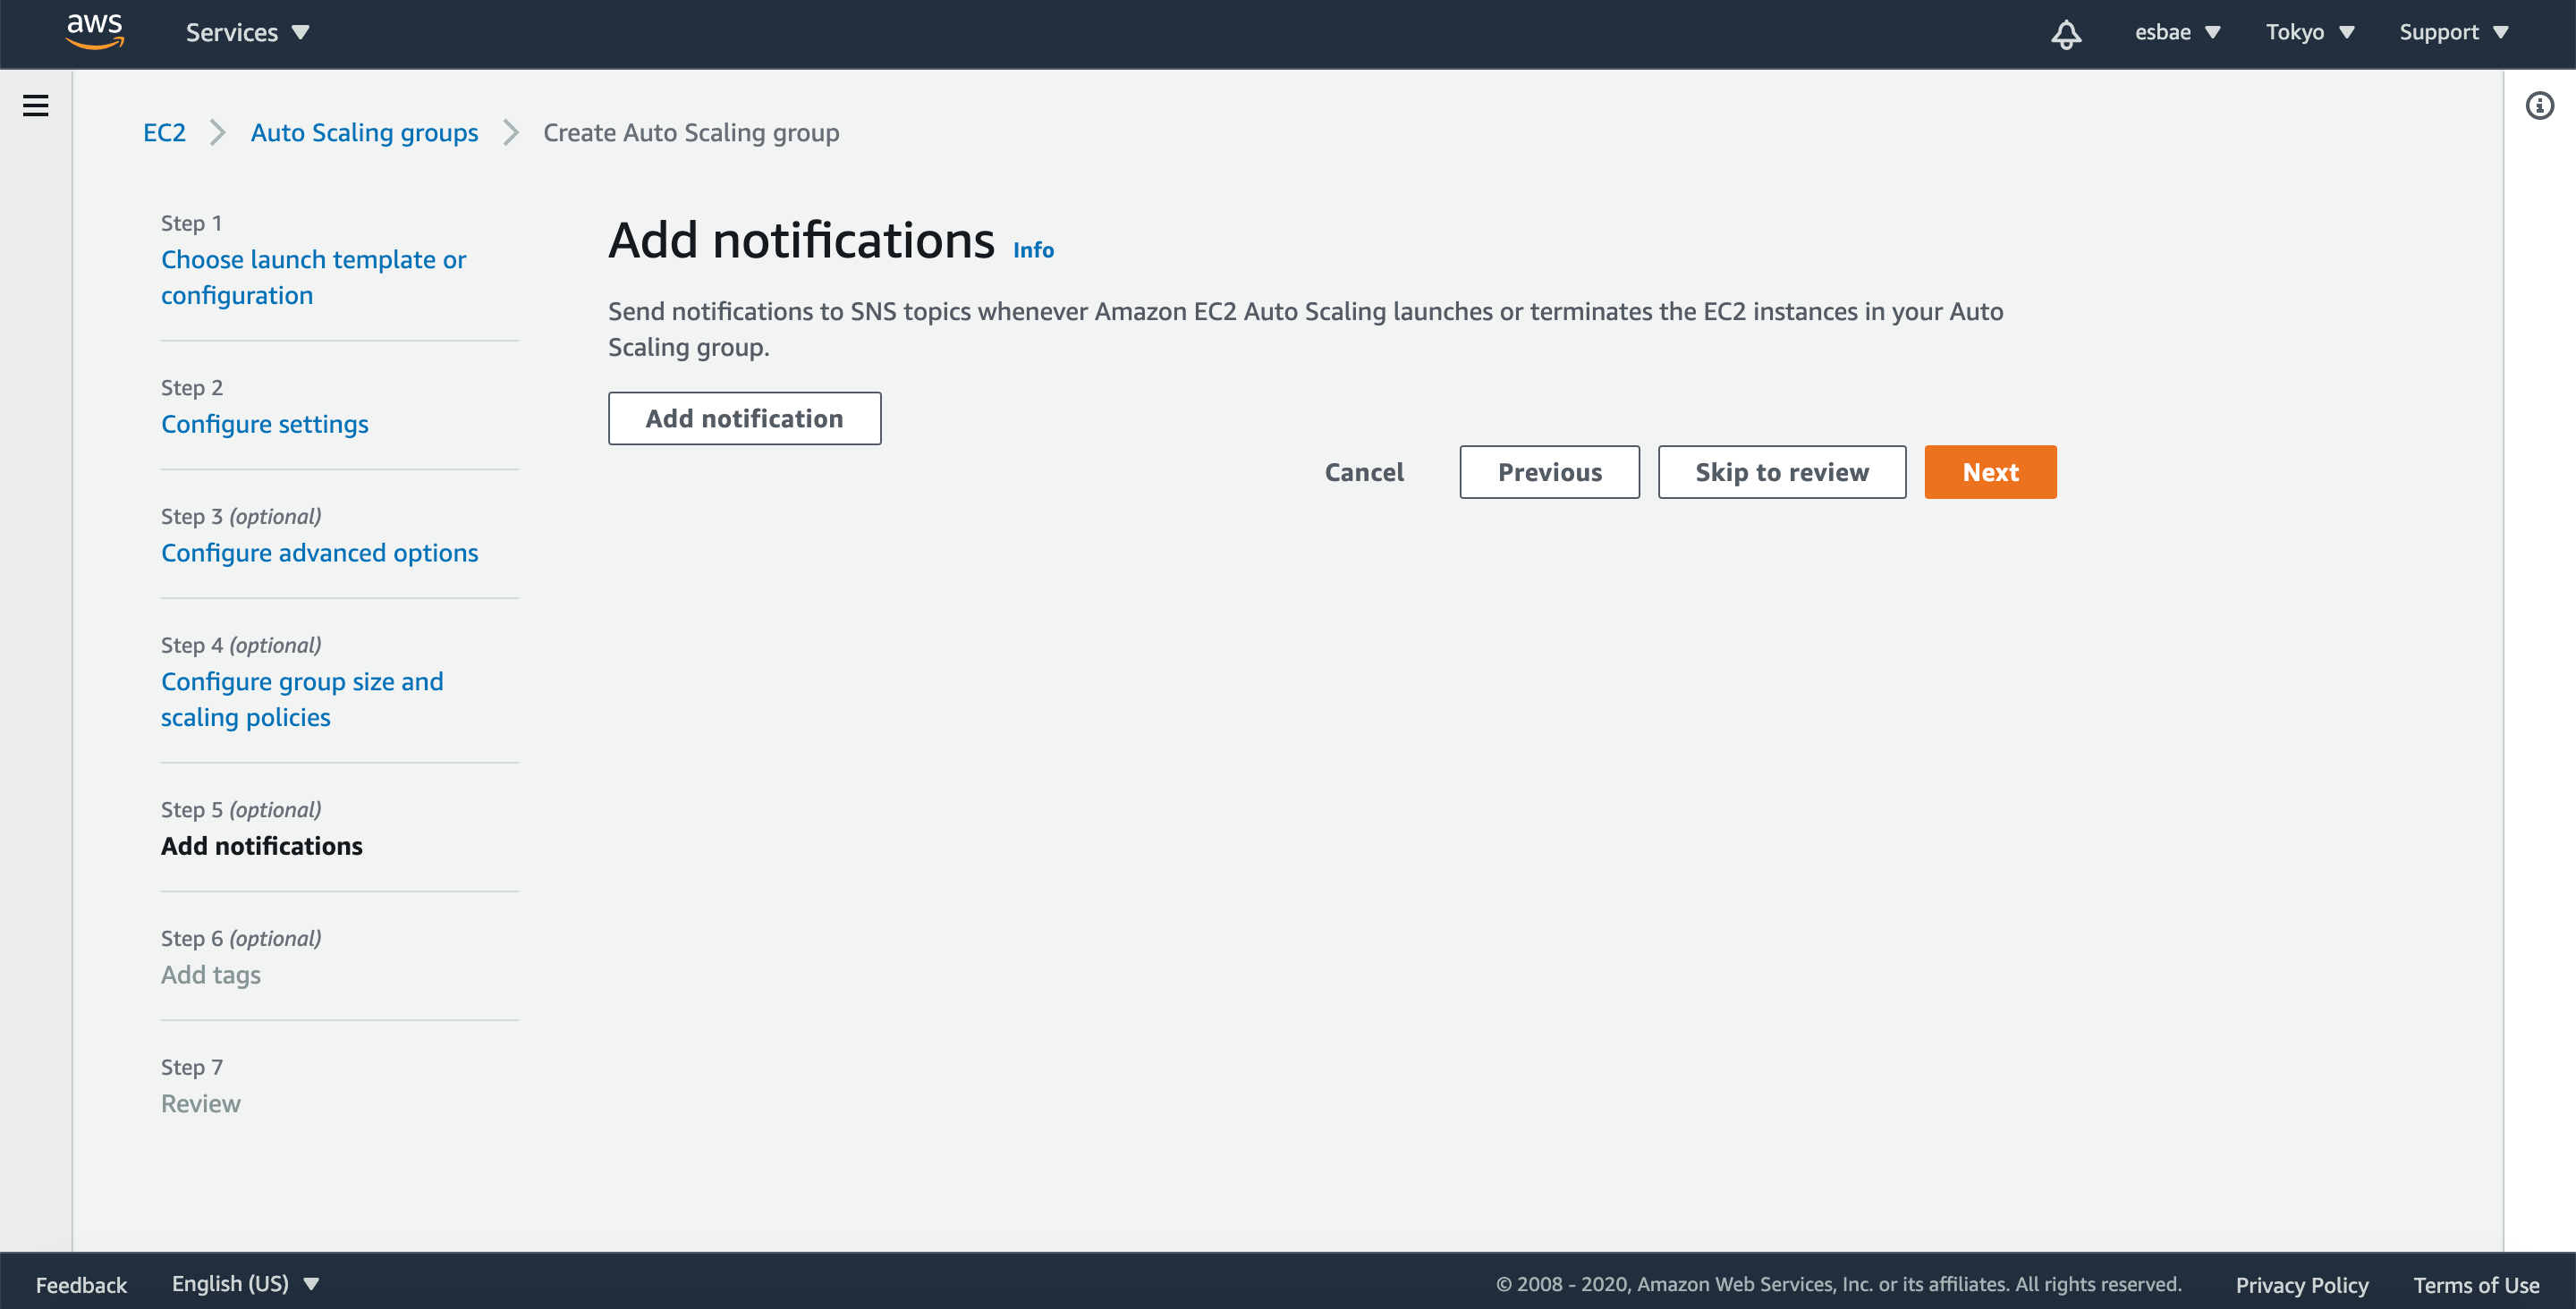 aws
Services
esbae
Tokyo
Support
EC2
Auto Scaling groups
Create Auto Scaling group
Step 1
Choose launch template or
configuration
Step 2
Configure settings
Step 3 (optional)
Configure advanced options
Step 4 (optional)
Configure group size and
scaling policies
Step 5 (optional)
Add notifications
Step 6 (optional)
Add tags
Step 7
Review
Add notifications Info
Send notifications to SNS topics whenever Amazon EC2 Auto Scaling launches or terminates the EC2 instances in your Auto
Scaling group.
Add notification
Cancel
Previous
Skip to review
Next
Feedback
English (US)
© 2008 - 2020, Amazon Web Services, Inc. or its affiliates. All rights reserved.
Privacy Policy
Terms of Use